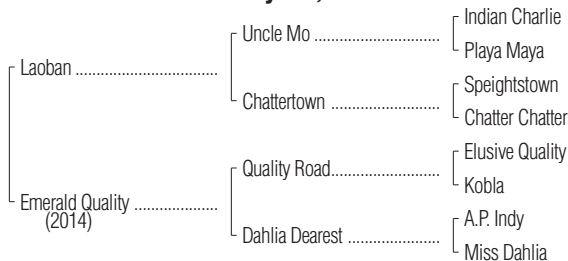 Indian Charlie
Uncle Mo ..............................
Playa Maya
Laoban ..................................
Speightstown
Chattertown ..........................
Chatter Chatter
Elusive Quality
Quality Road..........................
Kobla
Emerald Quality ....................
(2014)
A.P. Indy
Dahlia Dearest ......................
Miss Dahlia